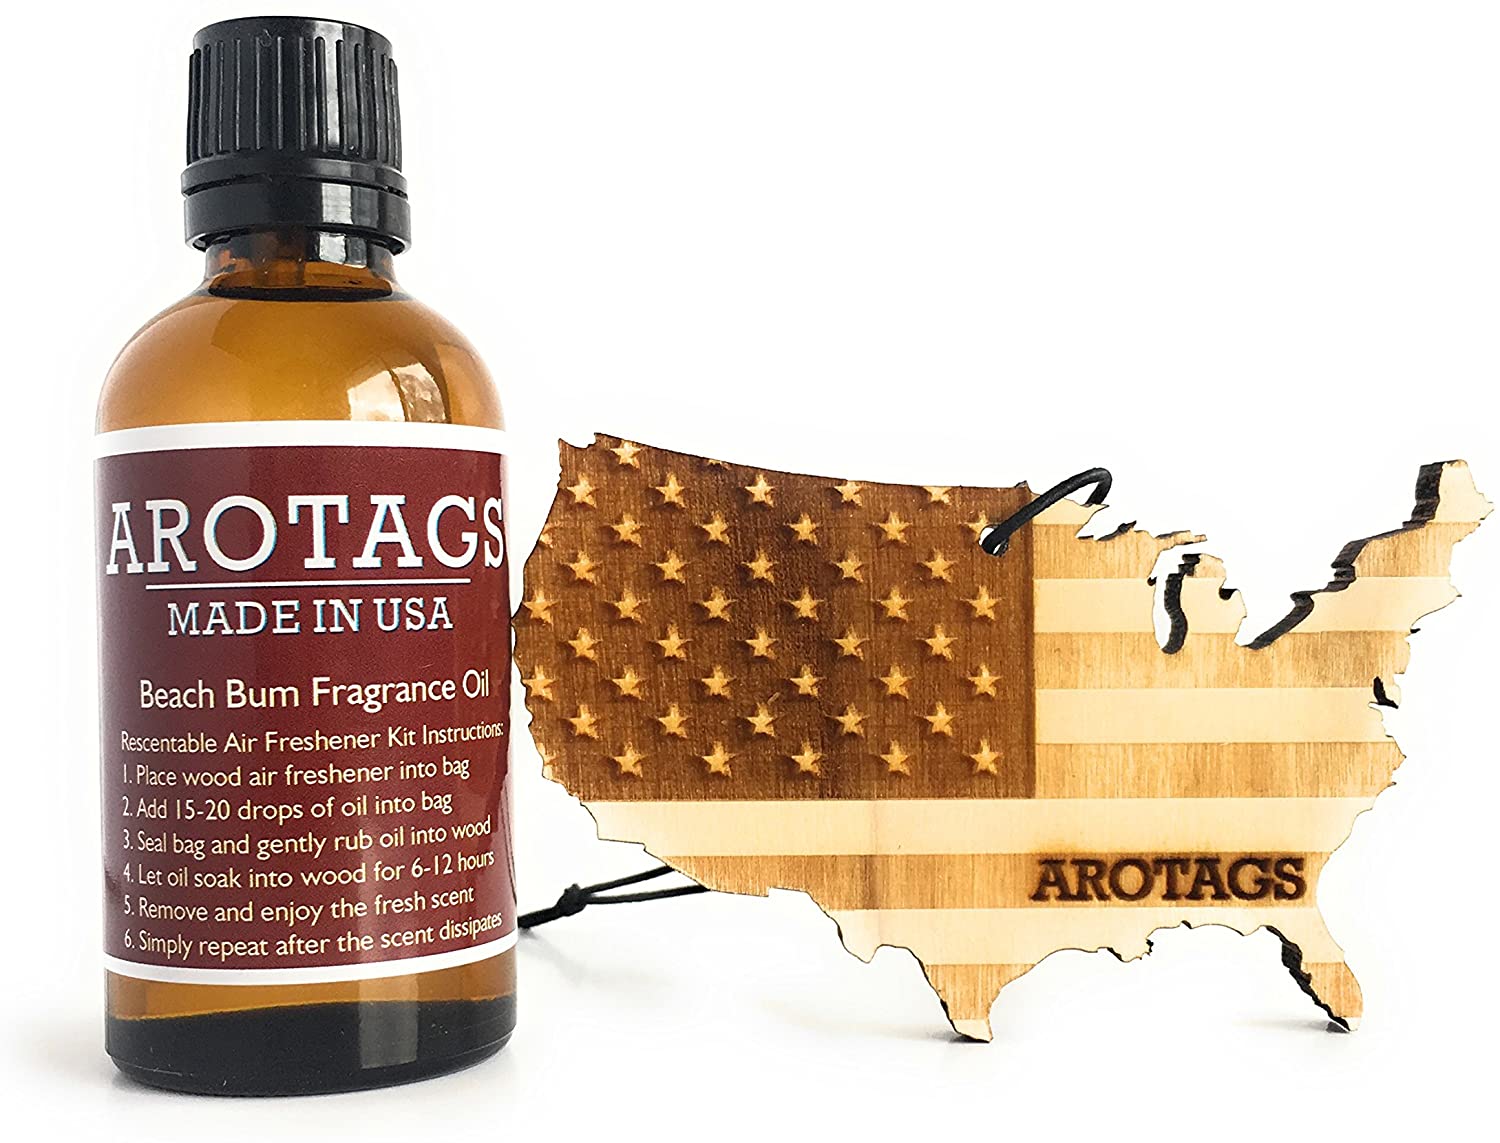 AROTAGS
MADE IN USA
Beach Bum Fragrance Oil
Rescentable Air Freshener Kit Instructions:
1. Place wood air freshener into bag
2. Add 15-20 drops of oil into bag
3. Seal bag and gently rub oil into wood
4. Let oil soak into wood for 6-12 hours
5. Remove and enjoy the fresh scent
6. Simply repeat after the scent dissipates
AROTAGS